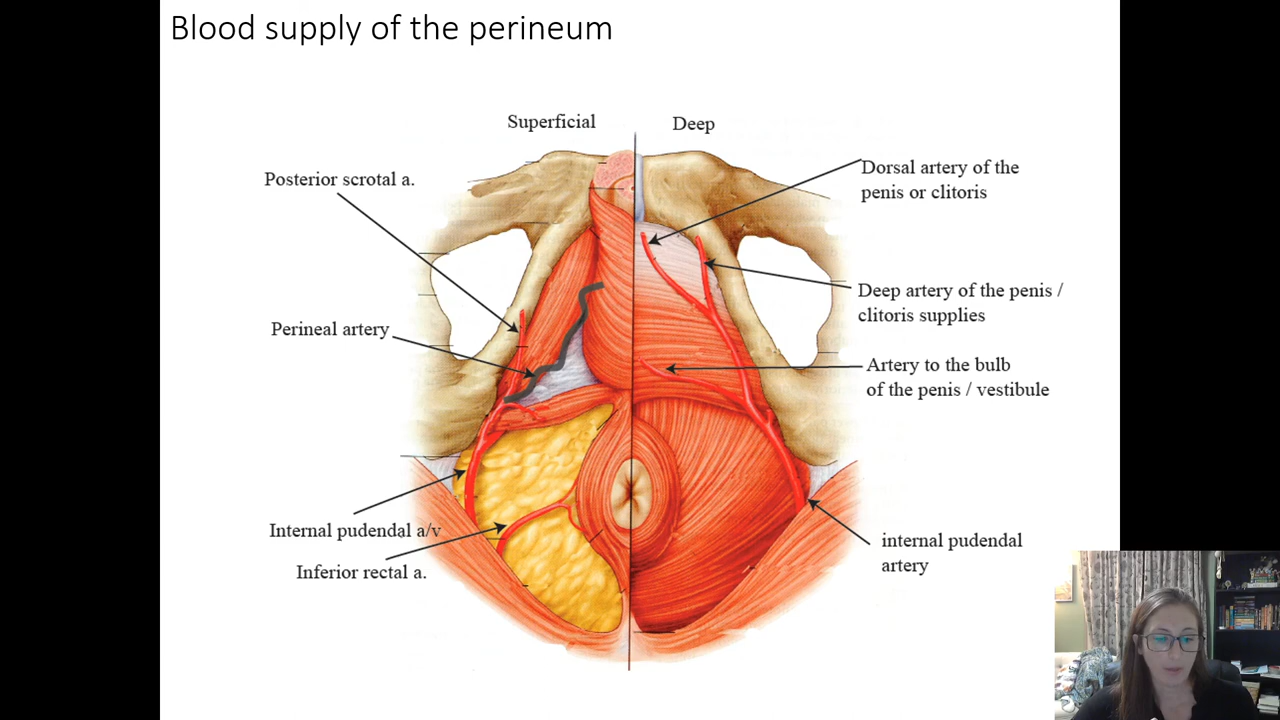 Blood supply of the perineum
Superficial
Deep
Posterior scrotal a.
Dorsal artery of the
penis or clitoris
Deep artery of the penis /
clitoris supplies
Perineal artery
Artery to the bulb
of the penis / vestibule
Internal pudendal a/v
Inferior rectal a.
internal pudendal
artery